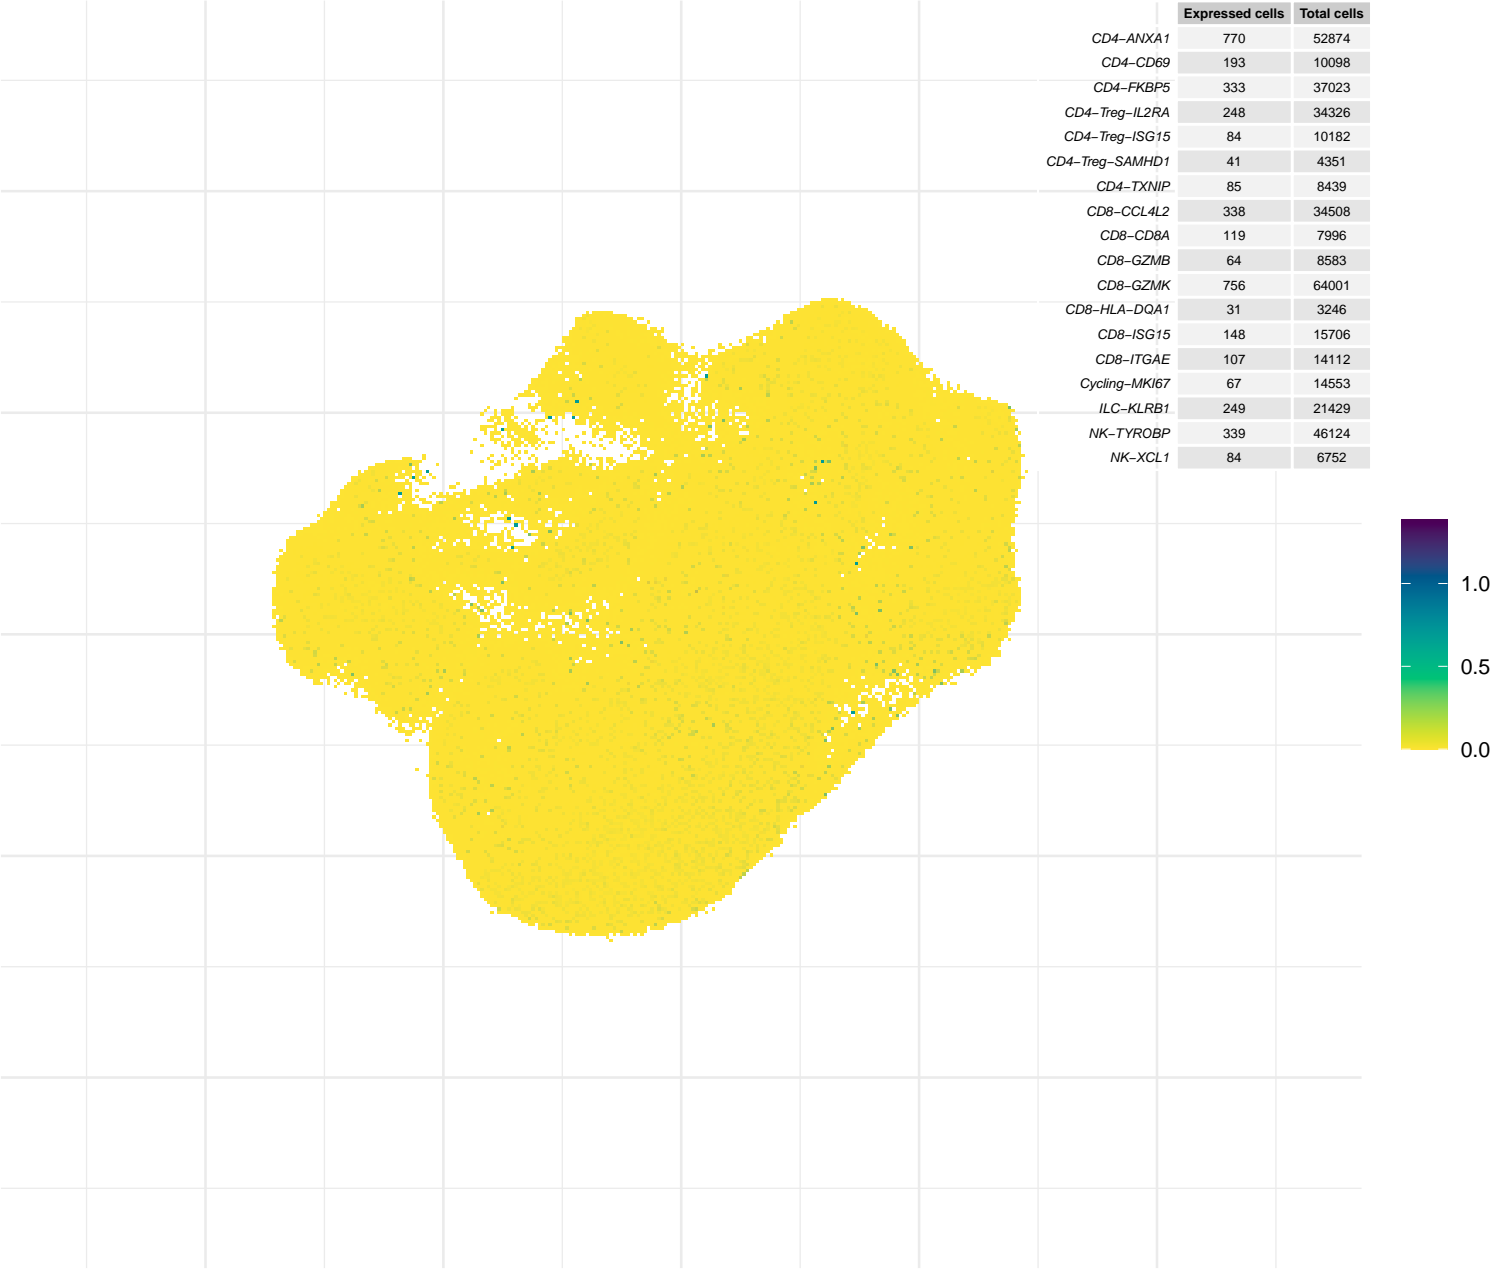 Expressed cells Total cells
CD4−ANXA1 770 52874
CD4−CD69 193 10098
CD4−FKBP5 333 37023
CD4−Treg−IL2RA 248 34326
CD4−Treg−ISG15 84 10182
CD4−Treg−SAMHD1 41 4351
CD4−TXNIP 85 8439
CD8−CCL4L2 338 34508
CD8−CD8A 119 7996
CD8−GZMB 64 8583
CD8−GZMK 756 64001
CD8−HLA−DQA1 31 3246
CD8−ISG15 148 15706
CD8−ITGAE 107 14112
Cycling−MKI67 67 14553
ILC−KLRB1 249 21429
NK−TYROBP 339 46124
NK−XCL1 84 6752
1.0
0.5
0.0